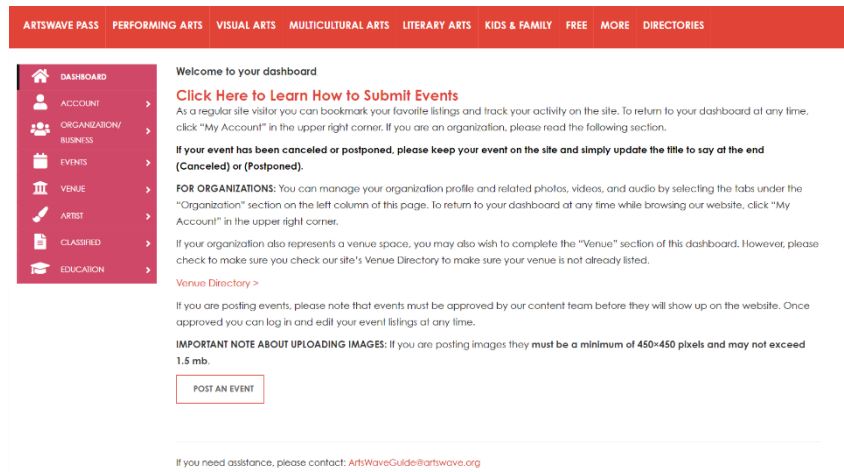 ARTSWAVE PASS PERFORMING ARTS VISUAL ARTS MULTICULTURAL ARTS LITERARY ARTS KIDS & FAMILY FREE MORE DIRECTORIES
DASHBOARD
ACCOUNT
ORGANIZATION/
BUSINESS
EVENTS
VENUE
ARTIST
CLASSIFIED
EDUCATION
Welcome to your dashboard
Click Here to Learn How to Submit Events
As a regular site visitor you can bookmark your favorite listings and track your activity on the site. To return to your dashboard at any time,
click "My Account" in the upper right corner. If you are an organization, please read the following section.
If your event has been canceled or postponed, please keep your event on the site and simply update the title to say at the end
(Canceled) or (Postponed).
FOR ORGANIZATIONS: You can manage your organization profile and related photos, videos, and audio by selecting the tabs under the
"Organization" section on the left column of this page. To return to your dashboard at any time while browsing our website, click "My
Account" in the upper right corner.
If your organization also represents a venue space, you may also wish to complete the "Venue" section of this dashboard. However, please
check to make sure you check our site's Venue Directory to make sure your venue is not already listed.
Venue Directory >
If you are posting events, please note that events must be approved by our content team before they will show up on the website. Once
approved you can log in and edit your event listings at any time.
IMPORTANT NOTE ABOUT UPLOADING IMAGES: If you are posting images they must be a minimum of 450×450 pixels and may not exceed
1.5 mb.
POST AN EVENT
If you need assistance, please contact: ArtsWaveGuide@artswave.org